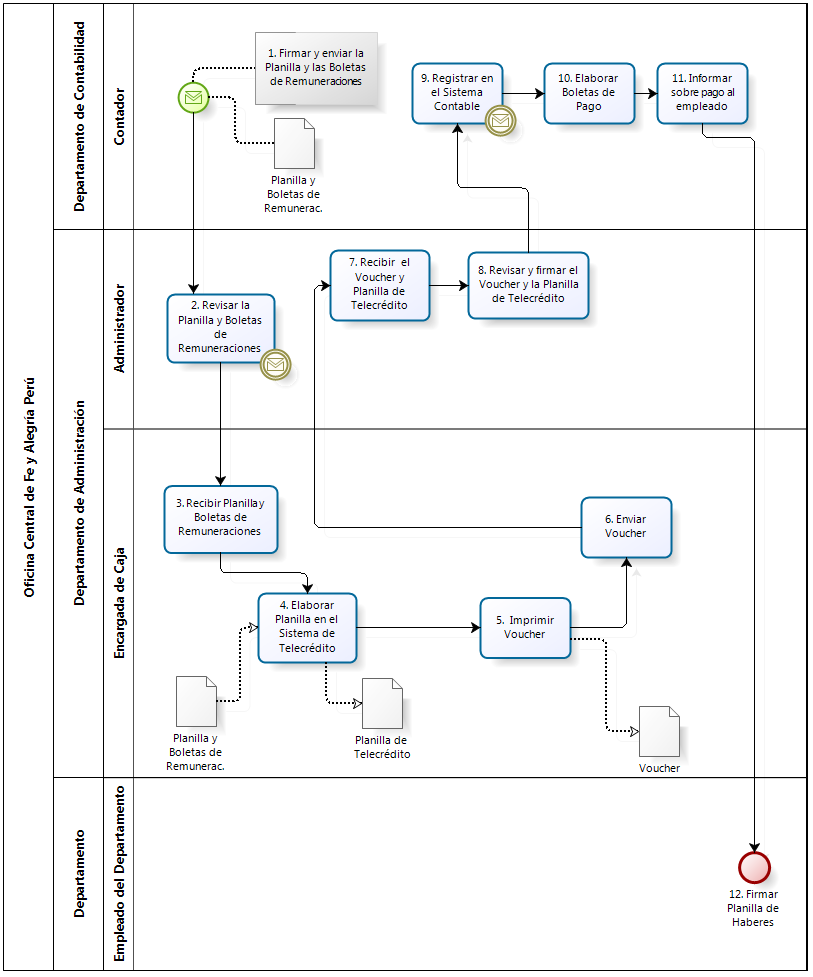 Oficina Central de Fe y Alegría Perú
Departamento de Contabilidad
Contador
1. Firmar y enviar la
Planilla y las Boletas
de Remuneraciones
Planilla y
Boletas de
Remunerac.
9. Registrar en
el Sistema
Contable
10. Elaborar
Boletas de
Pago
11. Informar
sobre pago al
empleado
Departamento de Administración
Administrador
2. Revisar la
Planilla y Boletas
de
Remuneraciones
7. Recibir el
Voucher y
Planilla de
Telecrédito
8. Revisar y firmar el
Voucher y la Planilla
de Telecrédito
Encargada de Caja
3. Recibir Planilla y
Boletas de
Remuneraciones
4. Elaborar
Planilla en el
Sistema de
Telecrédito
5. Imprimir
Voucher
6. Enviar
Voucher
Planilla y
Boletas de
Remunerac.
Planilla de
Telecrédito
Voucher
Departamento
Empleado del Departamento
12. Firmar
Planilla de
Haberes